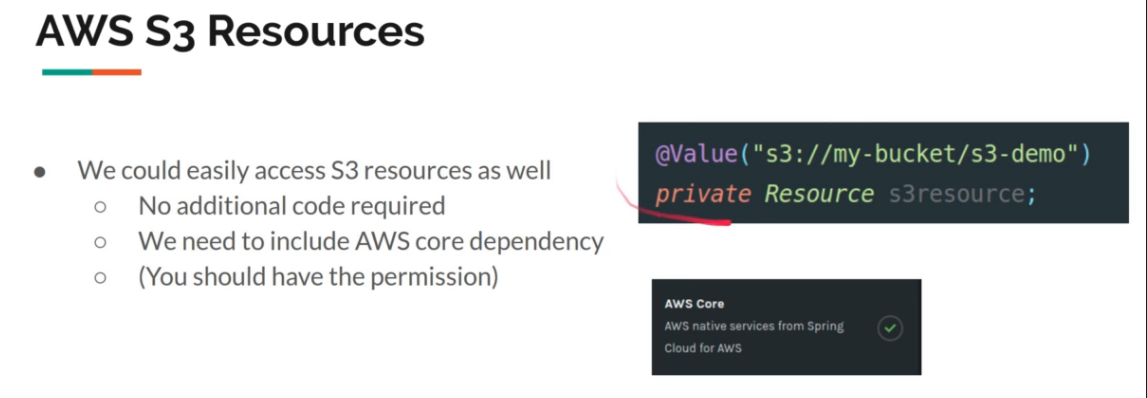 AWS S3 Resources
● We could easily access S3 resources as well
○ No additional code required
○ We need to include AWS core dependency
○ (You should have the permission)
@Value("s3://my-bucket/s3-demo")
private Resource s3resource;
AWS Core
AWS native services from Spring
Cloud for AWS